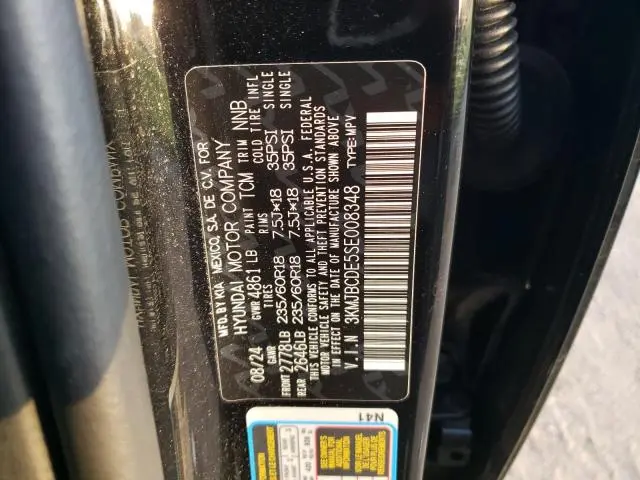 MFD. BY KIA MEXICO, S.A. DE C.V. FOR
HYUNDAI MOTOR COMPANY
08/24 GVWR 4861LB PAINT TCM TRIM NNB
GAWR TIRES RIMS COLD TIRE INFL
FRONT 2778LB 235/60R18 7.5J*18 35PSI SINGLE
REAR 2646LB 235/60R18 7.5J*18 35PSI SINGLE
THIS VEHICLE CONFORMS TO ALL APPLICABLE U.S.A. FEDERAL
MOTOR VEHICLE SAFETY AND THEFT PREVENTION STANDARDS
IN EFFECT ON THE DATE OF MANUFACTURE SHOWN ABOVE.
V.I.N 3KMJBCDE5SE008348 TYPE:MPV
N41